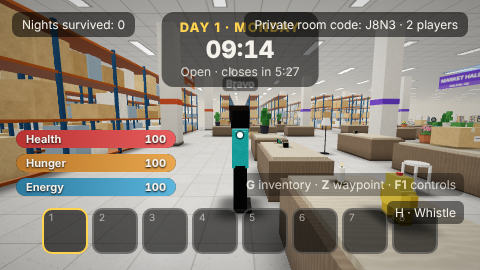 Nights survived: 0
DAY 1 · MONDAY
Private room code: J8N3 · 2 players
09:14
Open · closes in 5:27
Bravo
MARKET HALL
Health 100
Hunger 100
Energy 100
G inventory · Z waypoint · F1 controls
H · Whistle
1 2 3 4 5 6 7